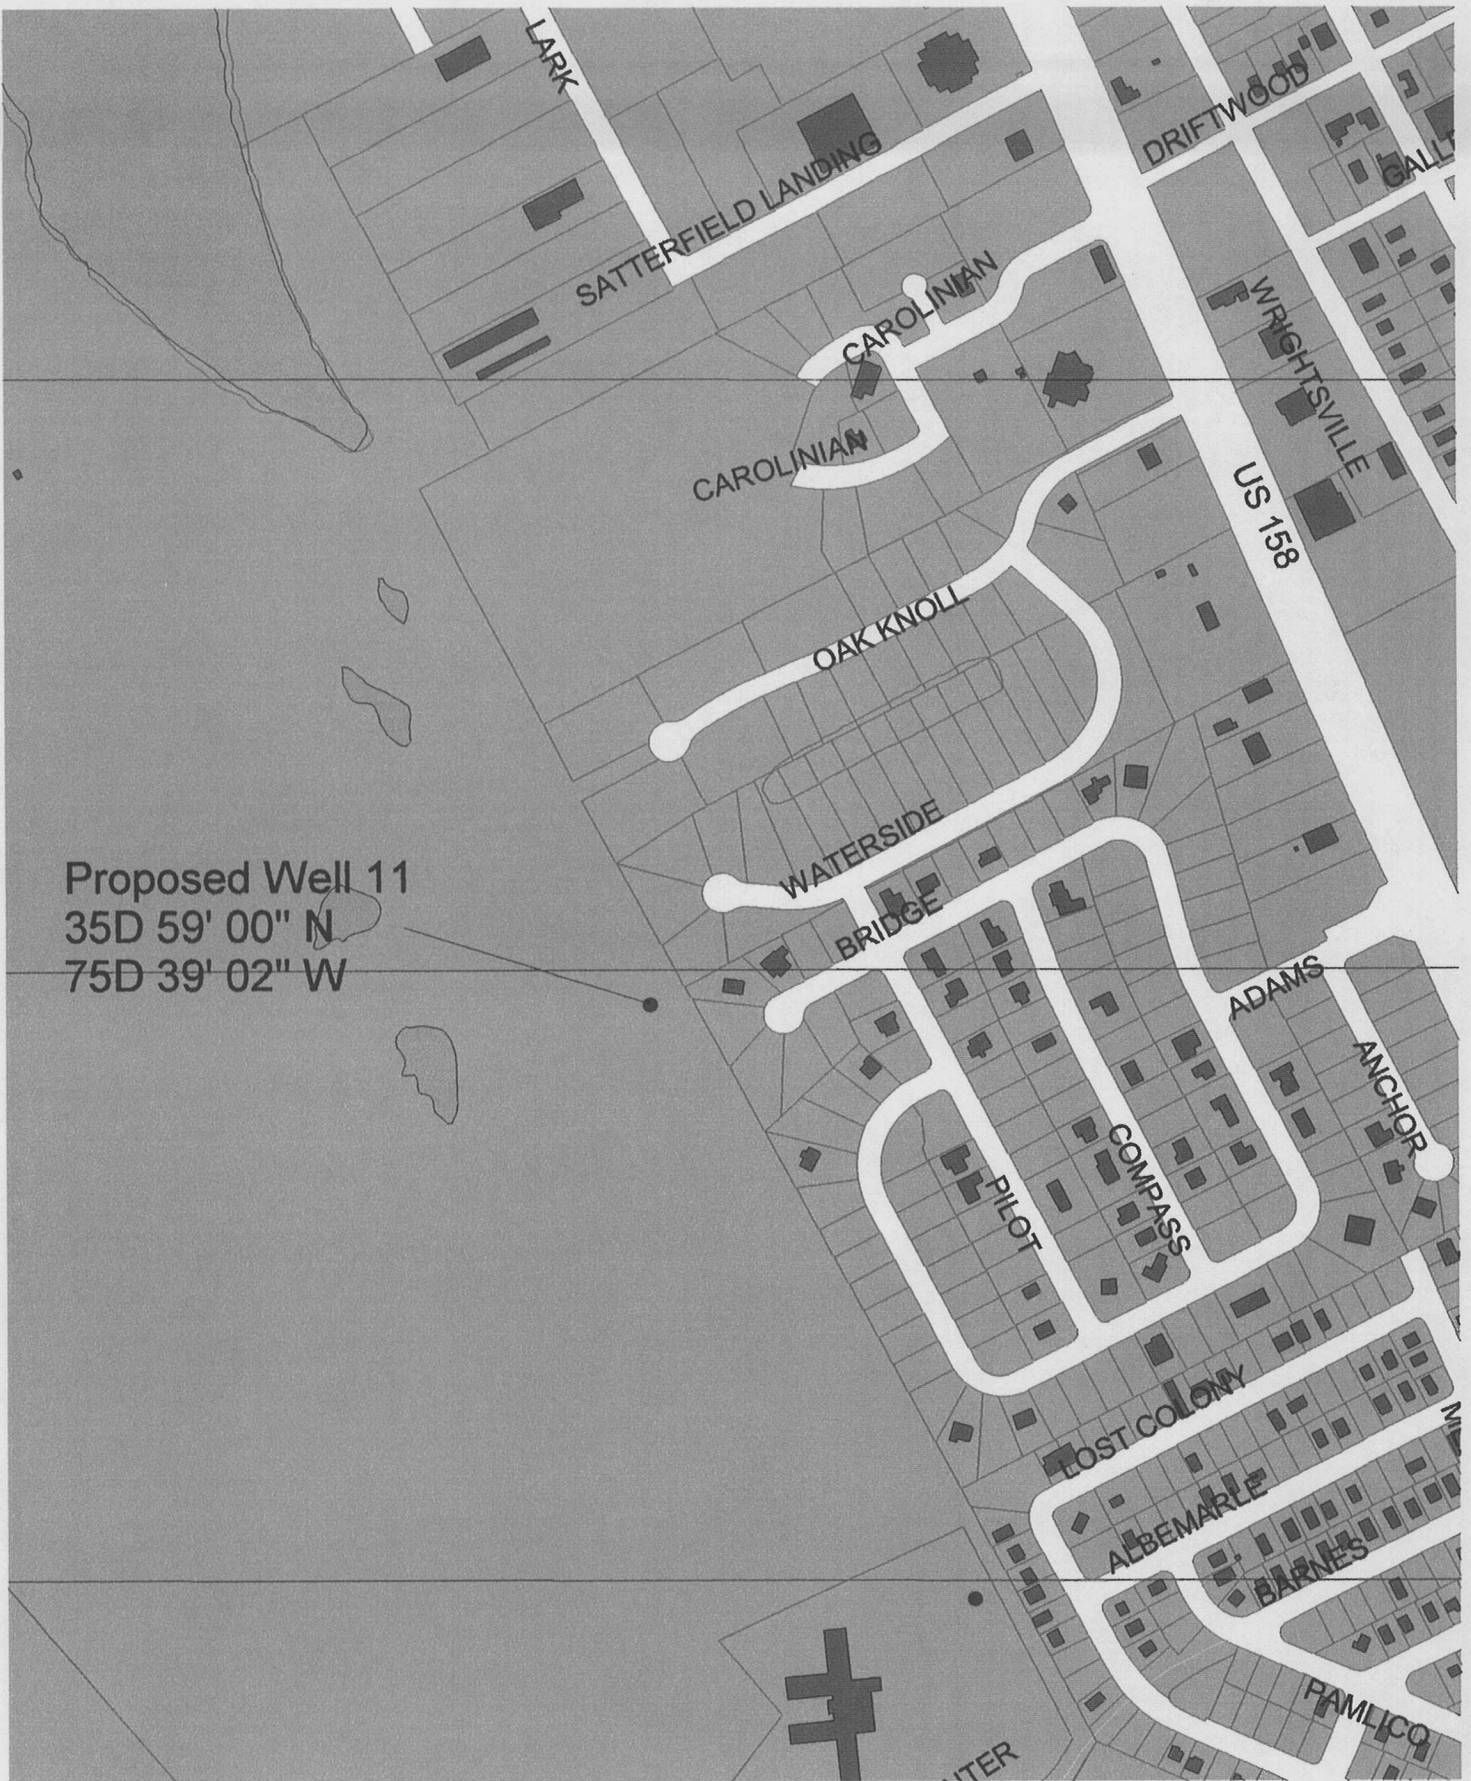 LARK
DRIFTWOOD
SATTERFIELD LANDING
CAROLINIAN
WRIGHTSVILLE
CAROLINIAN
US 158
OAK KNOLL
WATERSIDE
Proposed Well 11
35D 59' 00" N
75D 39' 02" W
BRIDGE
ADAMS
ANCHOR
COMPASS
PILOT
LOST COLONY
ALBEMARLE
BARNES
PAMLICO